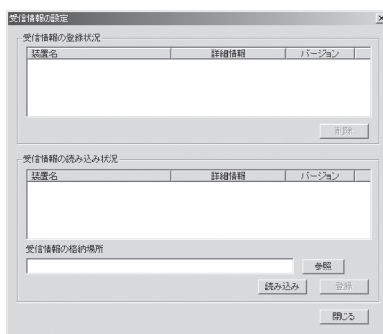 受信情報の設定
受信情報の登録状況
装置名 詳細情報 バージョン
削除
受信情報の読み込み状況
装置名 詳細情報 バージョン
受信情報の格納場所
参照
読み込み 登録
閉じる